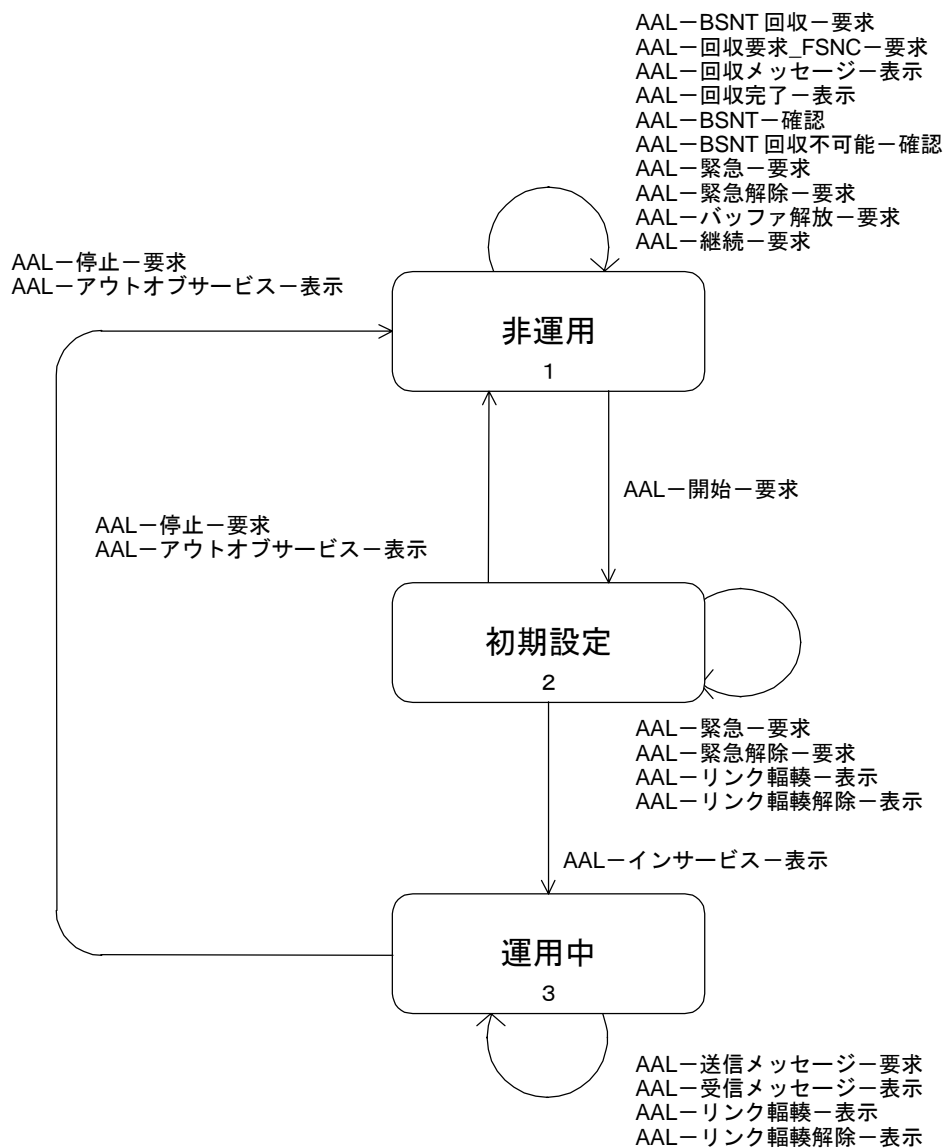 AAL－BSNT 回収－要求
AAL－回収要求_FSNC－要求
AAL－回収メッセージ－表示
AAL－回収完了－表示
AAL－BSNT－確認
AAL－BSNT 回収不可能－確認
AAL－緊急－要求
AAL－緊急解除－要求
AAL－バッファ解放－要求
AAL－継続－要求
AAL－停止－要求
AAL－アウトオブサービス－表示
非運用
1
AAL－開始－要求
AAL－停止－要求
AAL－アウトオブサービス－表示
初期設定
2
AAL－緊急－要求
AAL－緊急解除－要求
AAL－リンク輻輳－表示
AAL－リンク輻輳解除－表示
AAL－インサービス－表示
運用中
3
AAL－送信メッセージ－要求
AAL－受信メッセージ－表示
AAL－リンク輻輳－表示
AAL－リンク輻輳解除－表示